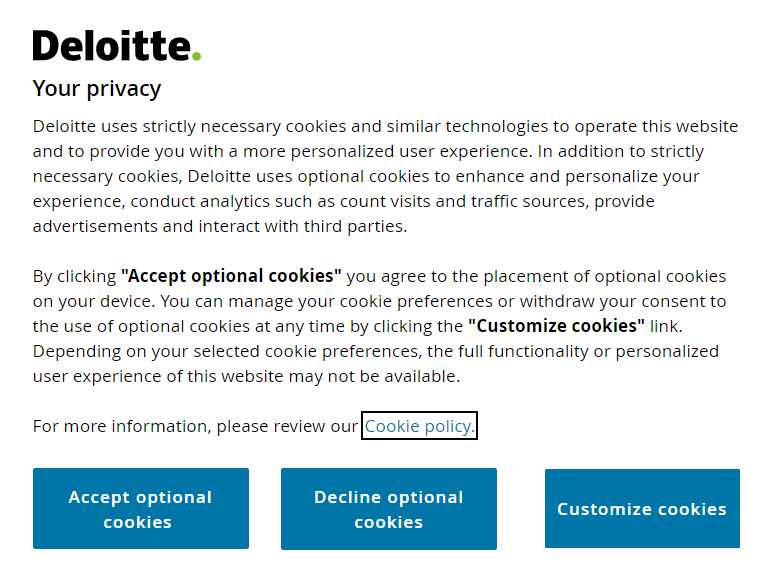 Deloitte.
Your privacy
Deloitte uses strictly necessary cookies and similar technologies to operate this website
and to provide you with a more personalized user experience. In addition to strictly
necessary cookies, Deloitte uses optional cookies to enhance and personalize your
experience, conduct analytics such as count visits and traffic sources, provide
advertisements and interact with third parties.
By clicking "Accept optional cookies" you agree to the placement of optional cookies
on your device. You can manage your cookie preferences or withdraw your consent to
the use of optional cookies at any time by clicking the "Customize cookies" link.
Depending on your selected cookie preferences, the full functionality or personalized
user experience of this website may not be available.
For more information, please review our Cookie policy.
Accept optional
cookies
Decline optional
cookies
Customize cookies